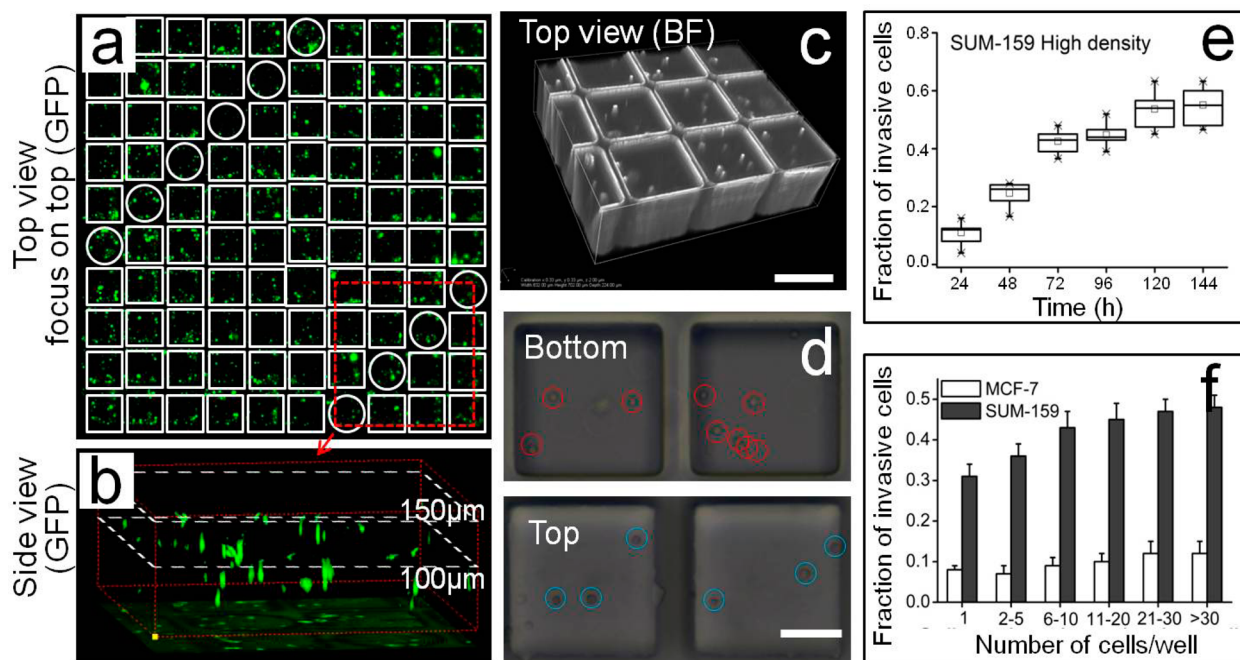 a
Top view
focus on top (GFP)
b
Side view
(GFP)
150μm
100μm
Top view (BF)
c
Bottom
d
Top
e
SUM-159 High density
Fraction of invasive cells
0.8
0.6
0.4
0.2
0.0
24 48 72 96 120 144
Time (h)
f
MCF-7
SUM-159
Fraction of invasive cells
0.5
0.4
0.3
0.2
0.1
0.0
1 2-5 6-10 11-20 21-30 >30
Number of cells/well